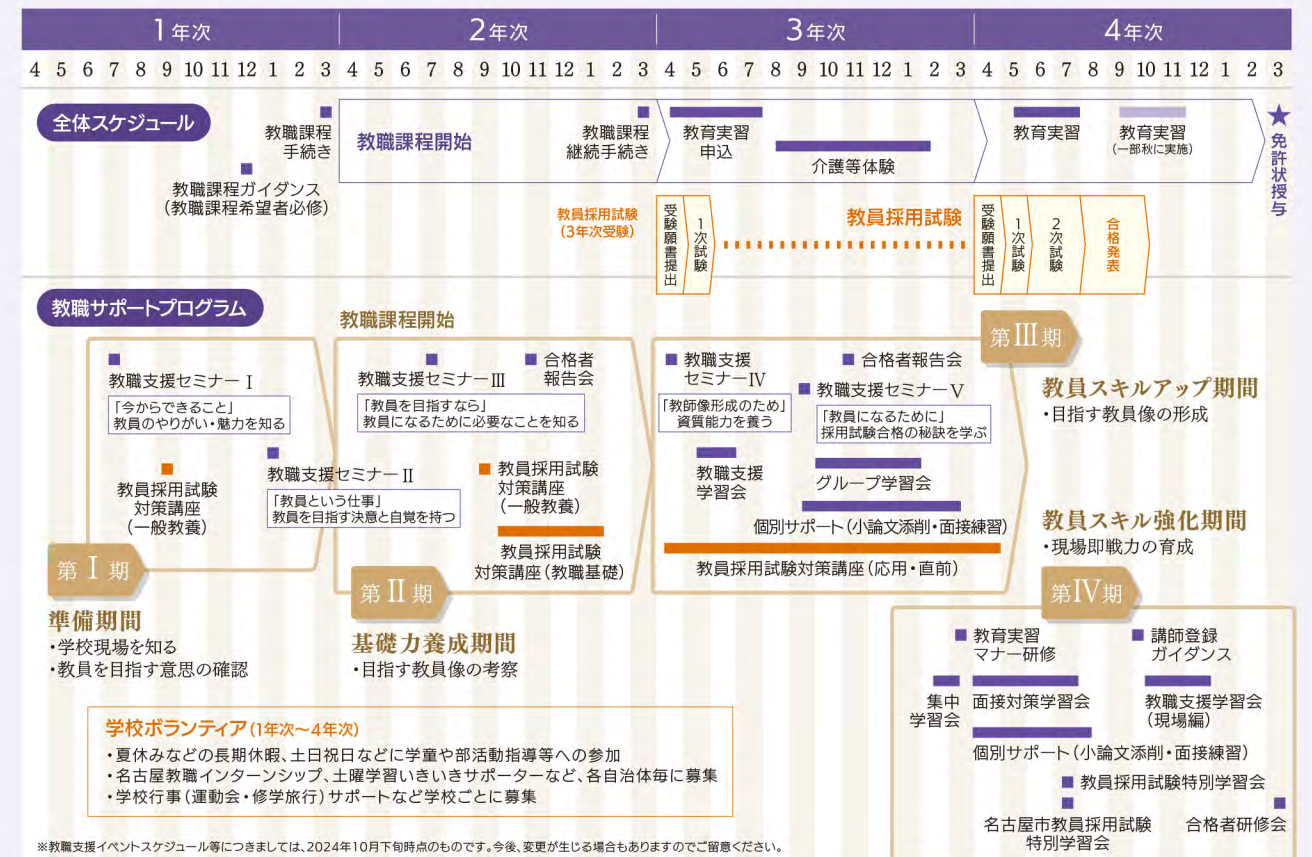 1年次
2年次
3年次
4年次
4 5 6 7 8 9 10 11 12 1 2 3 4 5 6 7 8 9 10 11 12 1 2 3 4 5 6 7 8 9 10 11 12 1 2 3 4 5 6 7 8 9 10 11 12 1 2 3
全体スケジュール
教職課程
手続き
教職課程ガイダンス
(教職課程希望者必修)
教職課程開始
教職課程
継続手続き
教育実習
申込
介護等体験
教育実習
教育実習
(一部秋に実施)
★免許状授与
教員採用試験
(3年次受験)
受験願書提出
1次試験
教員採用試験
受験願書提出
1次試験
2次試験
合格発表
教職サポートプログラム
教職支援セミナーⅠ
「今からできること」
教員のやりがい・魅力を知る
教員採用試験
対策講座
(一般教養)
教職支援セミナーⅡ
「教員という仕事」
教員を目指す決意と自覚を持つ
第Ⅰ期
準備期間
・学校現場を知る
・教員を目指す意思の確認
教職課程開始
教職支援セミナーⅢ
「教員を目指すなら」
教員になるために必要なことを知る
合格者
報告会
教員採用試験
対策講座
(一般教養)
教員採用試験
対策講座(教職基礎)
第Ⅱ期
基礎力養成期間
・目指す教員像の考察
教職支援
セミナーⅣ
「教師像形成のため」
資質能力を養う
合格者報告会
教職支援セミナーⅤ
「教員になるために」
採用試験合格の秘訣を学ぶ
教職支援
学習会
グループ学習会
個別サポート(小論文添削・面接練習)
教員採用試験対策講座(応用・直前)
第Ⅲ期
教員スキルアップ期間
・目指す教員像の形成
教員スキル強化期間
・現場即戦力の育成
第Ⅳ期
教育実習
マナー研修
講師登録
ガイダンス
集中
学習会
面接対策学習会
教職支援学習会
(現場編)
個別サポート(小論文添削・面接練習)
教員採用試験特別学習会
名古屋市教員採用試験
特別学習会
合格者研修会
学校ボランティア(1年次～4年次)
・夏休みなどの長期休暇、土日祝日などに学童や部活動指導等への参加
・名古屋教職インターンシップ、土曜学習いきいきサポーターなど、各自治体毎に募集
・学校行事(運動会・修学旅行)サポートなど学校ごとに募集
※教職支援イベントスケジュール等につきましては、2024年10月下旬時点のものです。今後、変更が生じる場合もありますのでご留意ください。